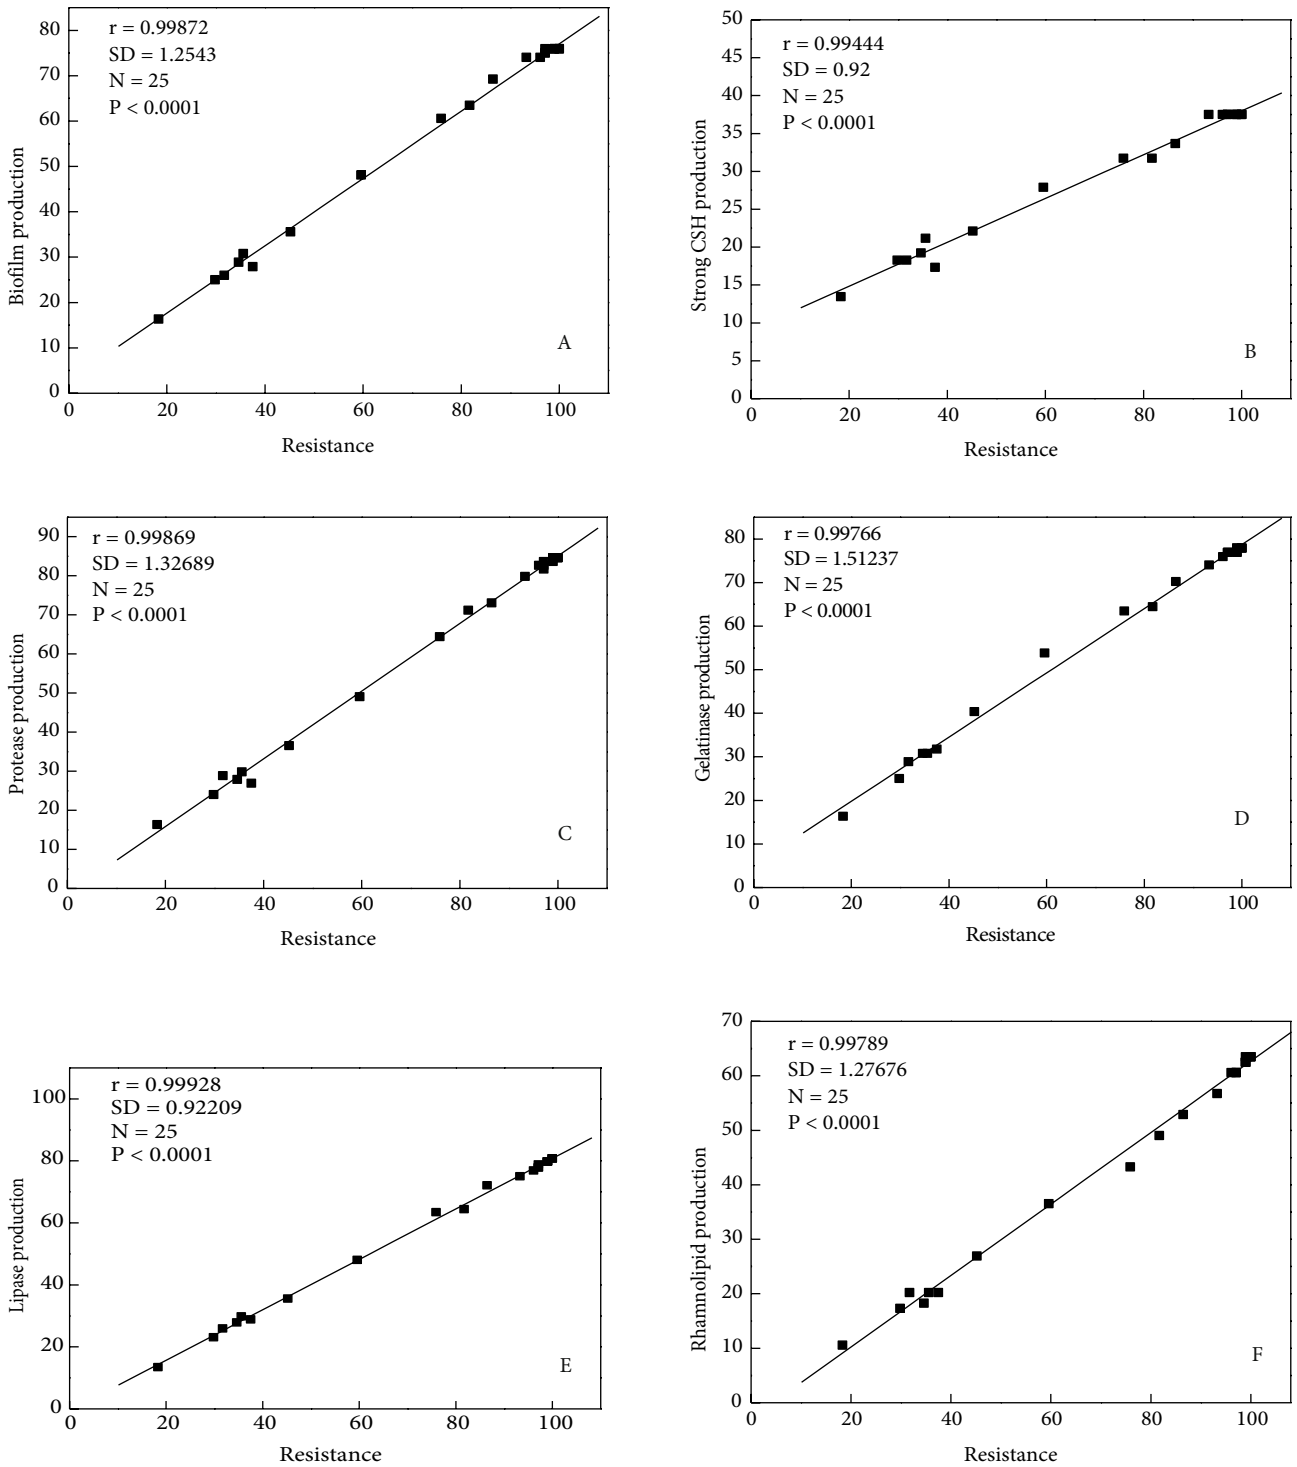 r = 0.99872
SD = 1.2543
N = 25
P < 0.0001
Biofilm production
80
70
60
50
40
30
20
10
0
A
0 20 40 60 80 100
Resistance
r = 0.99444
SD = 0.92
N = 25
P < 0.0001
Strong CSH production
50
45
40
35
30
25
20
15
10
5
0
B
0 20 40 60 80 100
Resistance
r = 0.99869
SD = 1.32689
N = 25
P < 0.0001
Protease production
90
80
70
60
50
40
30
20
10
0
C
0 20 40 60 80 100
Resistance
r = 0.99766
SD = 1.51237
N = 25
P < 0.0001
Gelatinase production
80
70
60
50
40
30
20
10
0
D
0 20 40 60 80 100
Resistance
r = 0.99928
SD = 0.92209
N = 25
P < 0.0001
Lipase production
100
80
60
40
20
0
E
0 20 40 60 80 100
Resistance
r = 0.99789
SD = 1.27676
N = 25
P < 0.0001
Rhamnolipid production
70
60
50
40
30
20
10
0
F
0 20 40 60 80 100
Resistance